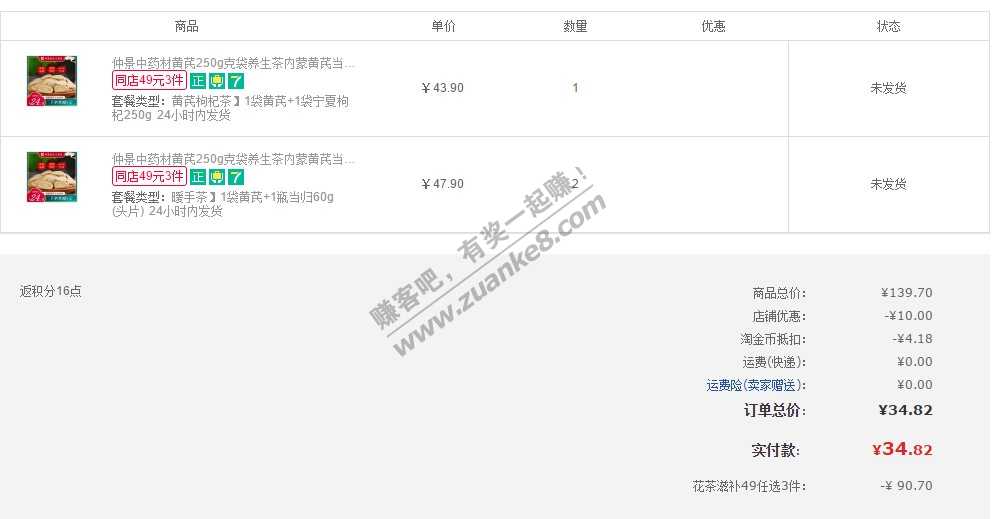 商品 单价 数量 优惠 状态
仲景中药材黄芪250g克袋养生茶内蒙黄芪当...
同店49元3件 正 7
套餐类型：黄芪枸杞茶】1袋黄芪+1袋宁夏枸
杞250g 24小时内发货
￥43.90 1 未发货
仲景中药材黄芪250g克袋养生茶内蒙黄芪当...
同店49元3件 正 7
套餐类型：暖手茶】1袋黄芪+1瓶当归60g
(头片) 24小时内发货
￥47.90 2 未发货
赚客吧，有奖一起赚！
www.zuanke8.com
返积分16点
商品总价： ¥139.70
店铺优惠： -¥10.00
淘金币抵扣： -¥4.18
运费(快递)： ¥0.00
运费险(卖家赠送)： ¥0.00
订单总价： ¥34.82
实付款： ¥34.82
花茶滋补49任选3件： -￥ 90.70